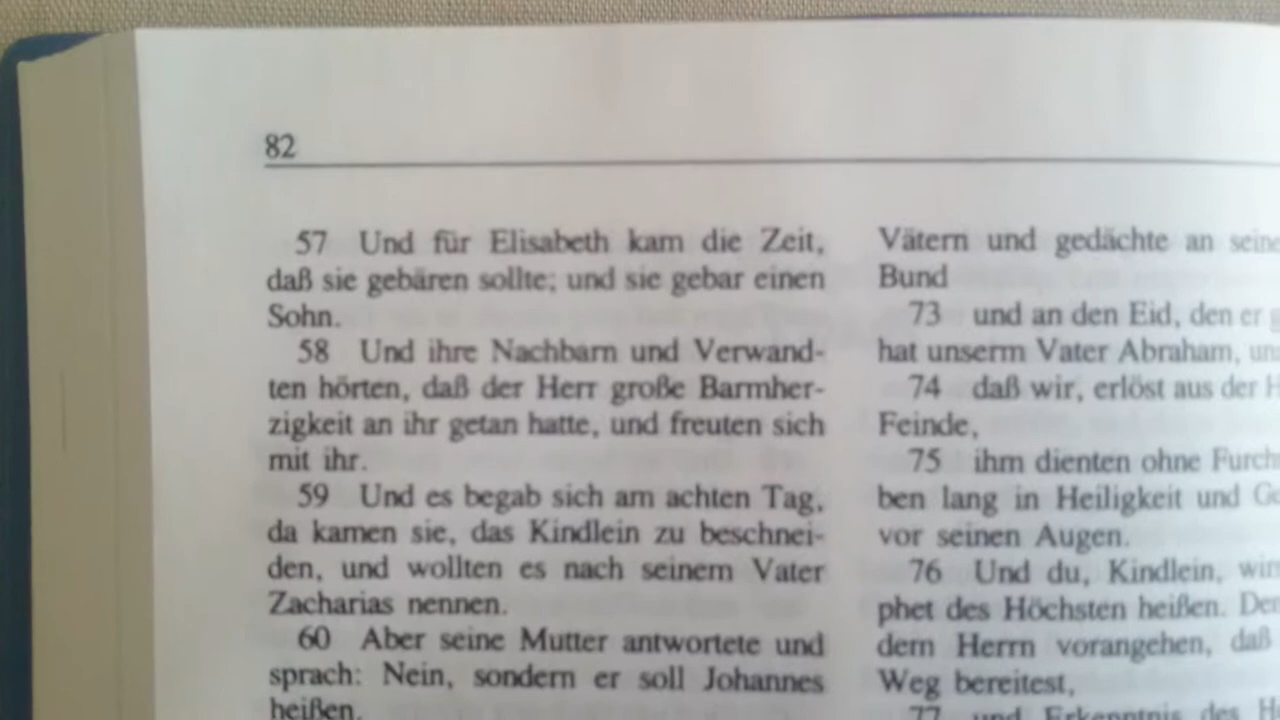 82
57 Und für Elisabeth kam die Zeit,
daß sie gebären sollte; und sie gebar einen
Sohn.
58 Und ihre Nachbarn und Verwand-
ten hörten, daß der Herr große Barmher-
zigkeit an ihr getan hatte, und freuten sich
mit ihr.
59 Und es begab sich am achten Tag,
da kamen sie, das Kindlein zu beschnei-
den, und wollten es nach seinem Vater
Zacharias nennen.
60 Aber seine Mutter antwortete und
sprach: Nein, sondern er soll Johannes
heißen.
Vätern und gedächte an
Bund
73 und an den Eid, den er
hat unserm Vater Abraham,
74 daß wir, erlöst aus der
Feinde,
75 ihm dienten ohne
ben lang in Heiligkeit und
vor seinen Augen.
76 Und du, Kindlein,
phet des Höchsten heißen.
dem Herrn vorangehen, daß
Weg bereitest,
77 und Erkenntnis des